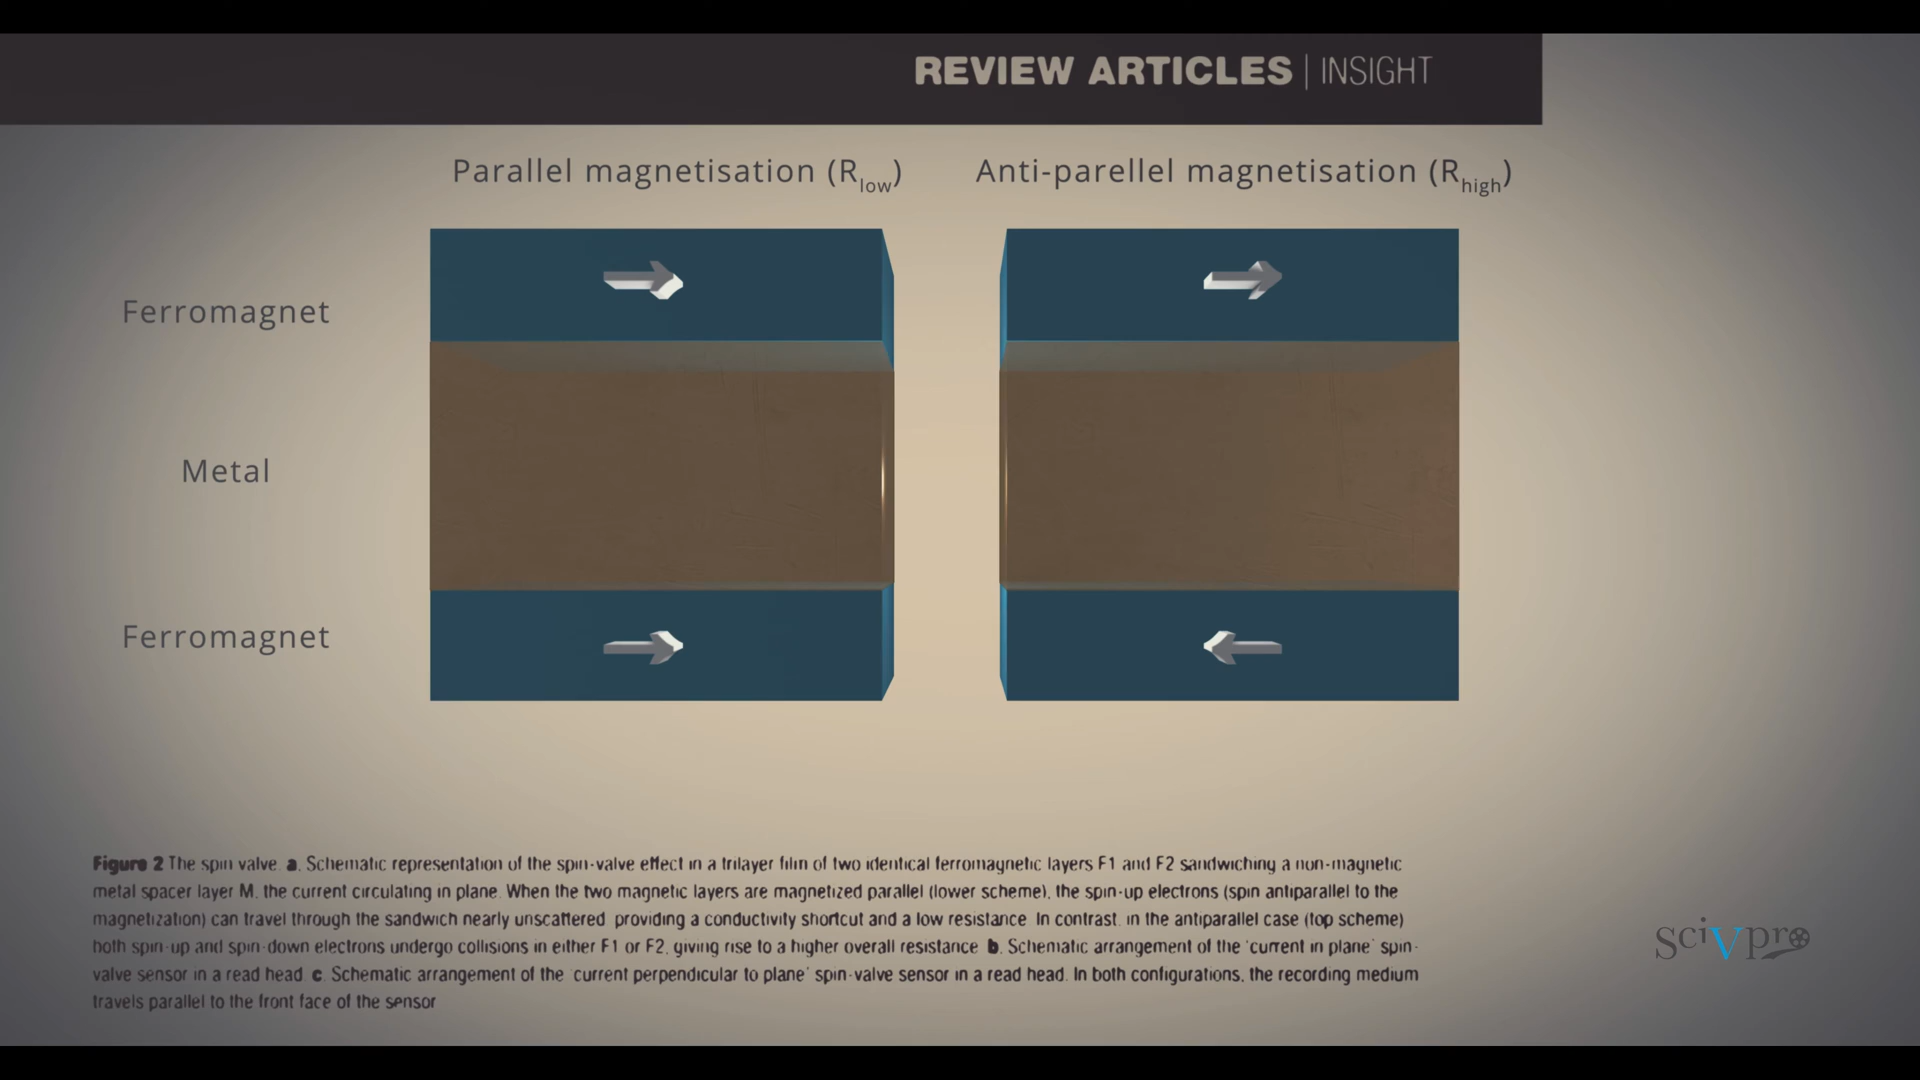 REVIEW ARTICLES | INSIGHT
Parallel magnetisation (Rlow)
Anti-parellel magnetisation (Rhigh)
Ferromagnet
Metal
Ferromagnet
Figure 2 The spin valve. a. Schematic representation of the spin-valve effect in a trilayer film of two identical ferromagnetic layers F1 and F2 sandwiching a non-magnetic
metal spacer layer M, the current circulating in plane. When the two magnetic layers are magnetized parallel (lower scheme), the spin-up electrons (spin antiparallel to the
magnetization) can travel through the sandwich nearly unscattered, providing a conductivity shortcut and a low resistance. In contrast, in the antiparallel case (top scheme)
both spin-up and spin-down electrons undergo collisions in either F1 or F2, giving rise to a higher overall resistance. b. Schematic arrangement of the 'current in plane' spin-
valve sensor in a read head. c. Schematic arrangement of the 'current perpendicular to plane' spin-valve sensor in a read head. In both configurations, the recording medium
travels parallel to the front face of the sensor
scivpro